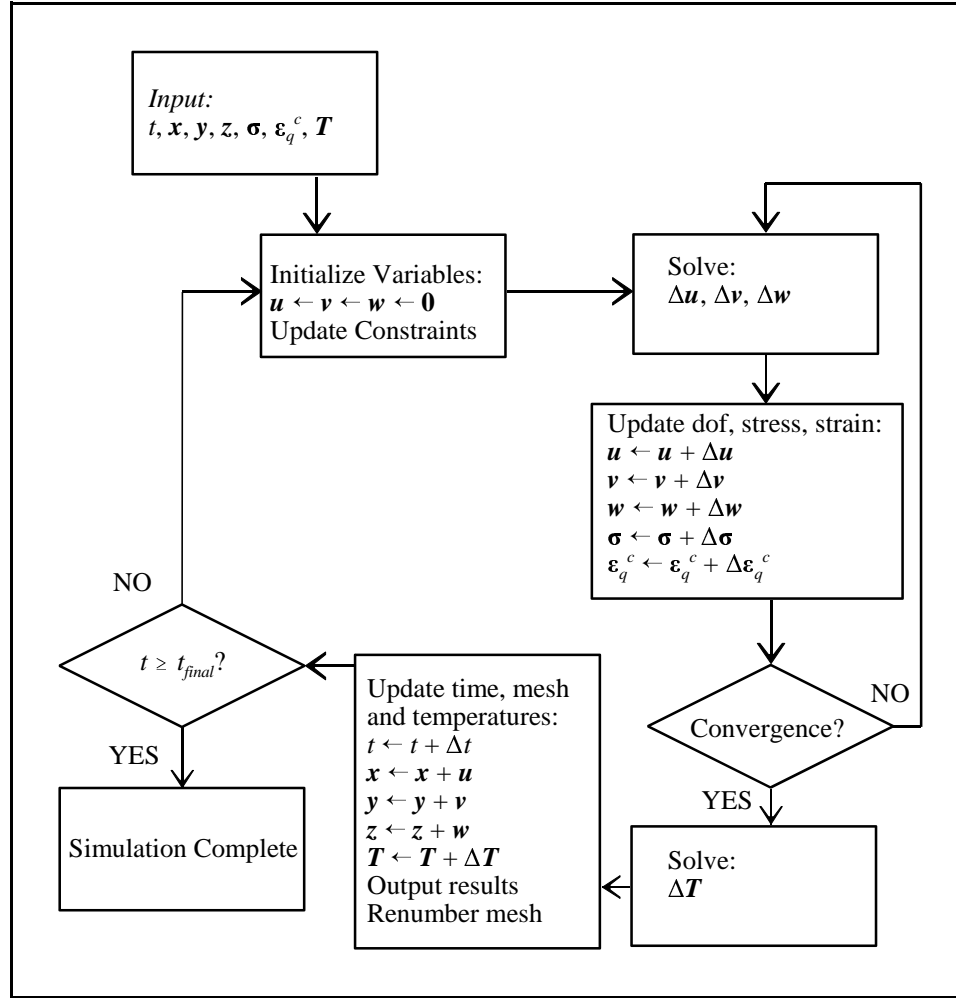 Input:
t, x, y, z, σ, ε_q^c, T
Initialize Variables:
u ← v ← w ← 0
Update Constraints
Solve:
Δu, Δv, Δw
Update dof, stress, strain:
u ← u + Δu
v ← v + Δv
w ← w + Δw
σ ← σ + Δσ
ε_q^c ← ε_q^c + Δε_q^c
Convergence?
NO
YES
Solve:
ΔT
Update time, mesh
and temperatures:
t ← t + Δt
x ← x + u
y ← y + v
z ← z + w
T ← T + ΔT
Output results
Renumber mesh
t ≥ t_final?
NO
YES
Simulation Complete